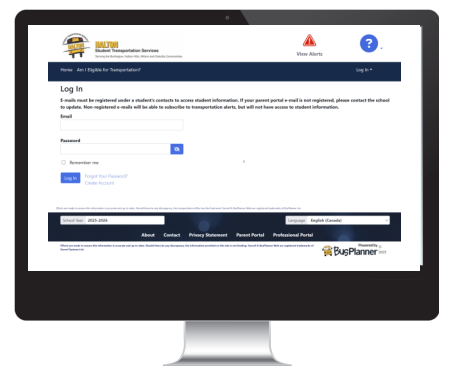 HALTON
Student Transportation Services
View Alerts
?
Home Am I Eligible for Transportation?
Log In
Log In
E-mails must be registered under a student's contacts to access student information. If your parent portal e-mail is not registered, please contact the school
to update. Non-registered e-mails will be able to subscribe to transportation alerts, but will not have access to student information.
Email
Password
Remember me
Log In
Forgot Your Password?
Create Account
School Year 2025-2026
Language English (Canada)
About Contact Privacy Statement Parent Portal Professional Portal
Powered by
BusPlanner